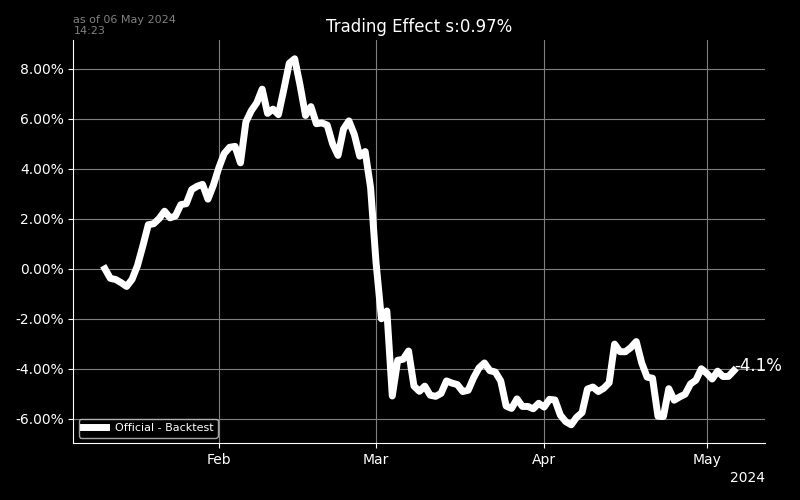 as of 06 May 2024
14:23
Trading Effect s:0.97%
8.00%
6.00%
4.00%
2.00%
0.00%
-2.00%
-4.00%
-6.00%
-4.1%
Official - Backtest
Feb
Mar
Apr
May
2024